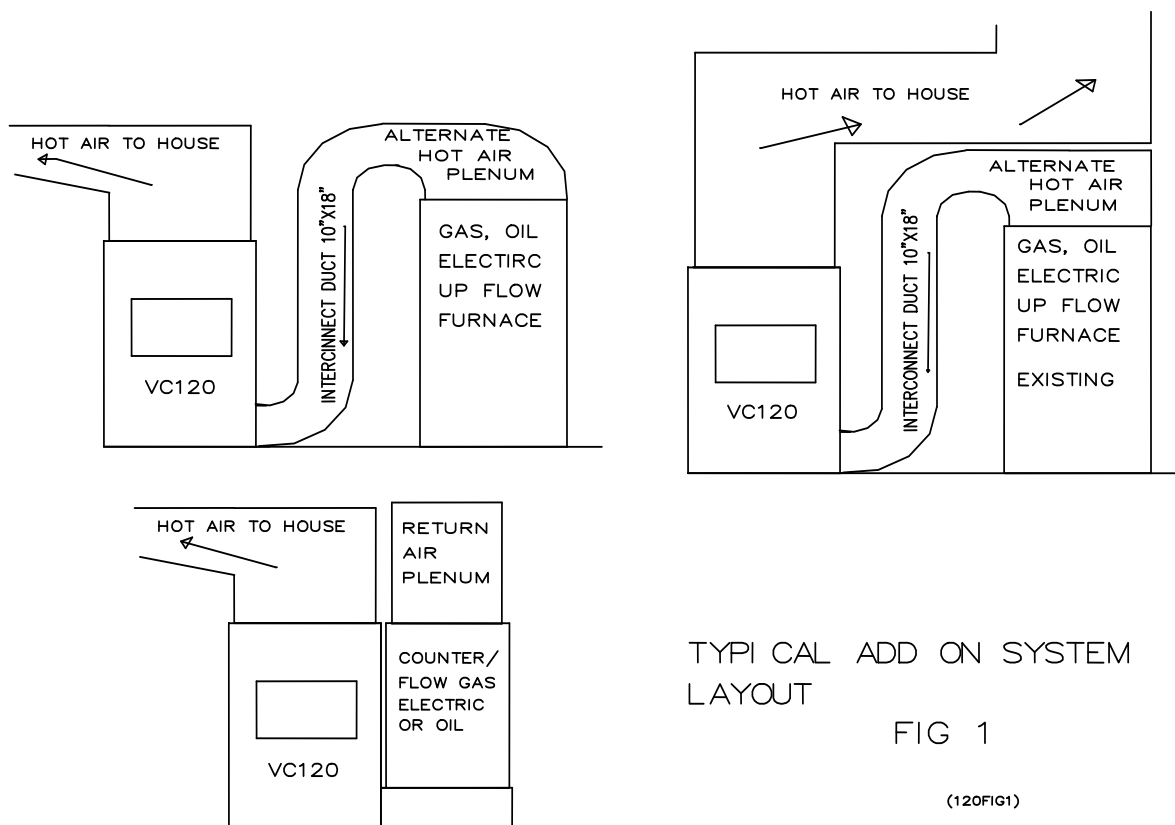 HOT AIR TO HOUSE
ALTERNATE
HOT AIR
PLENUM
INTERCINNECT DUCT 10"X18"
GAS, OIL
ELECTIRC
UP FLOW
FURNACE
VC120
HOT AIR TO HOUSE
ALTERNATE
HOT AIR
PLENUM
INTERCONNECT DUCT 10"X18"
GAS, OIL
ELECTRIC
UP FLOW
FURNACE
EXISTING
VC120
HOT AIR TO HOUSE
RETURN
AIR
PLENUM
COUNTER/
FLOW GAS
ELECTRIC
OR OIL
VC120
TYPI CAL ADD ON SYSTEM
LAYOUT
FIG 1
(120FIG1)